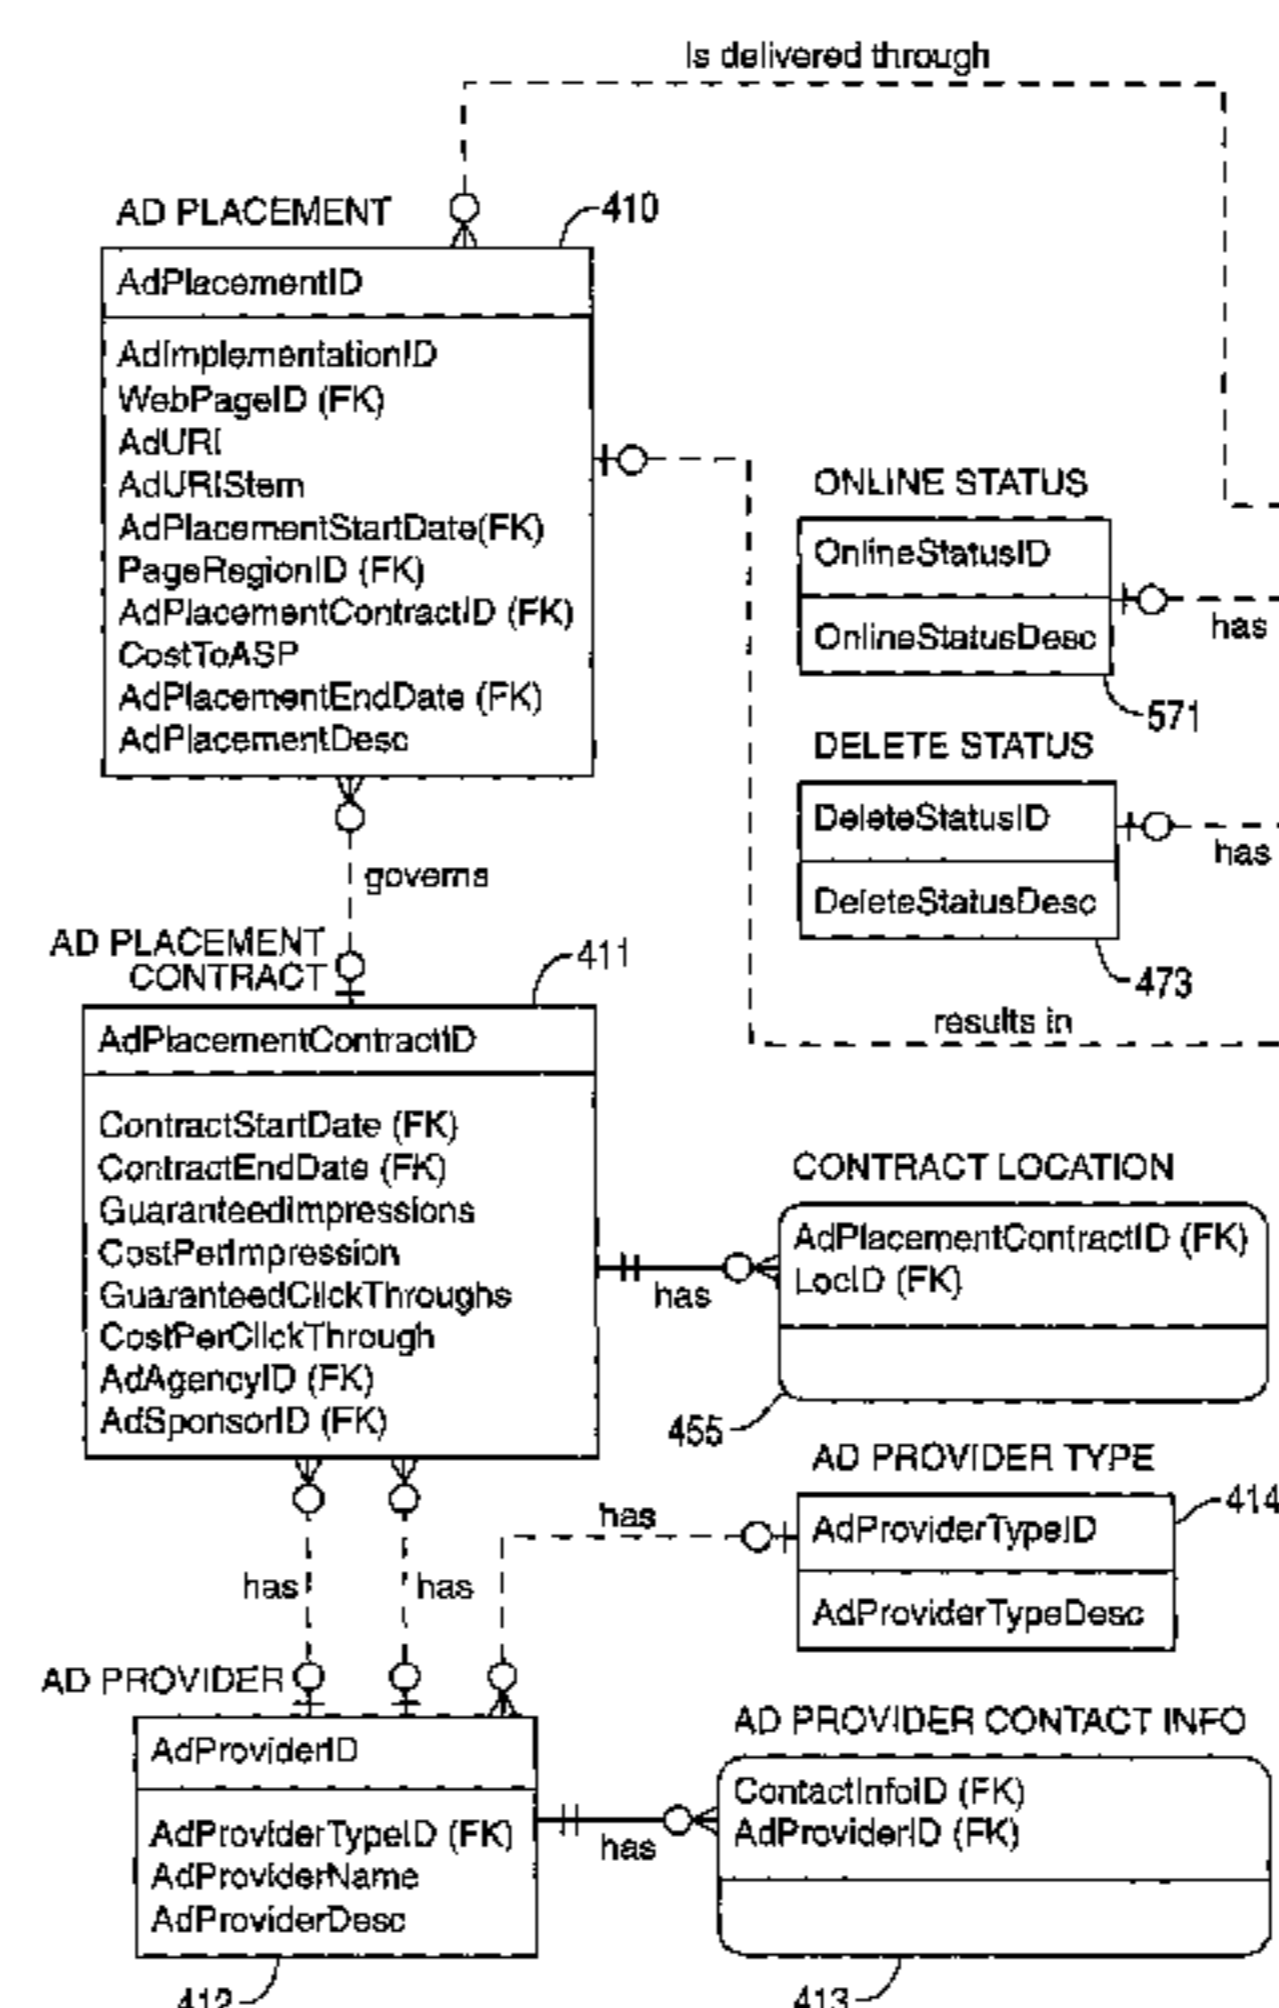 Is delivered through
AD PLACEMENT
410
AdPlacementID
AdImplementationID
WebPageID (FK)
AdURI
AdURIStem
AdPlacementStartDate(FK)
PageRegionID (FK)
AdPlacementContractID (FK)
CostToASP
AdPlacementEndDate (FK)
AdPlacementDesc
ONLINE STATUS
OnlineStatusID
OnlineStatusDesc
has
571
DELETE STATUS
DeleteStatusID
DeleteStatusDesc
has
473
results in
governs
AD PLACEMENT
CONTRACT
411
AdPlacementContractID
ContractStartDate (FK)
ContractEndDate (FK)
GuaranteedImpressions
CostPerImpression
GuaranteedClickThroughs
CostPerClickThrough
AdAgencyID (FK)
AdSponsorID (FK)
has
CONTRACT LOCATION
AdPlacementContractID (FK)
LocID (FK)
455
AD PROVIDER TYPE
414
AdProviderTypeID
AdProviderTypeDesc
has
has
has
AD PROVIDER
AdProviderID
AdProviderTypeID (FK)
AdProviderName
AdProviderDesc
412
has
AD PROVIDER CONTACT INFO
ContactInfoID (FK)
AdProviderID (FK)
413